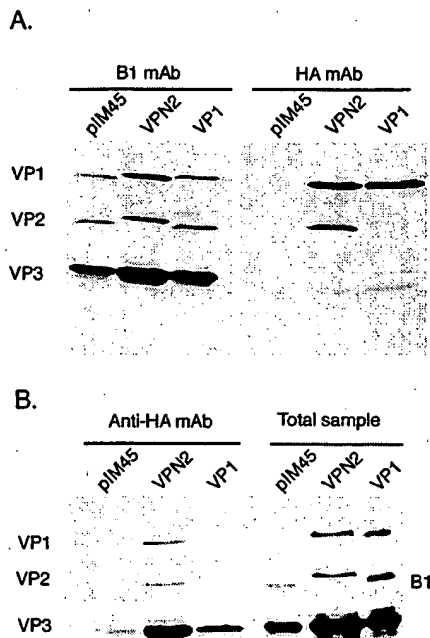 A.
B1 mAb HA mAb
pIM45 VPN2 VP1 pIM45 VPN2 VP1
VP1
VP2
VP3
B.
Anti-HA mAb Total sample
pIM45 VPN2 VP1 pIM45 VPN2 VP1
VP1
VP2 B1
VP3